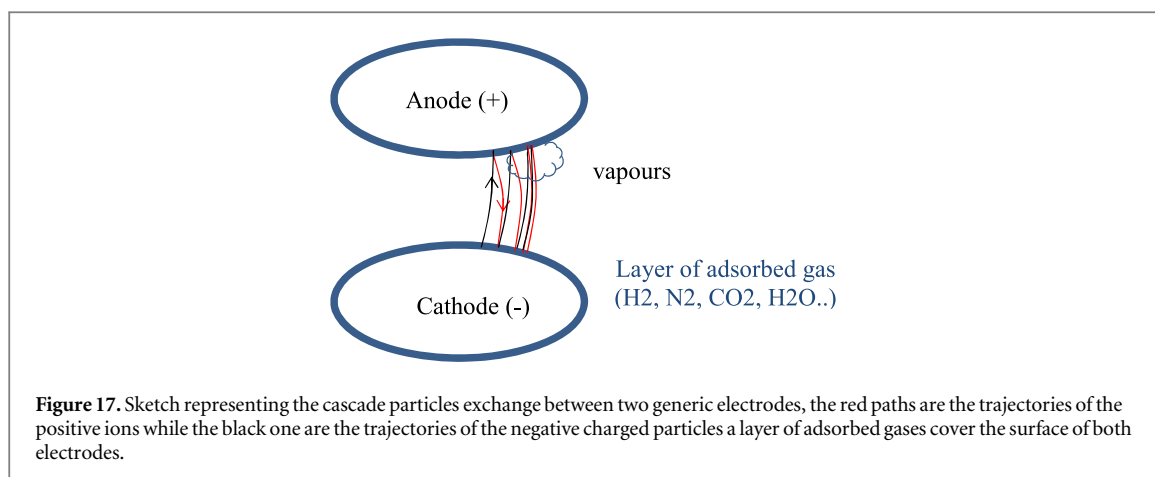 Anode (+)
vapours
Layer of adsorbed gas
(H2, N2, CO2, H2O..)
Cathode (-)
Figure 17. Sketch representing the cascade particles exchange between two generic electrodes, the red paths are the trajectories of the
positive ions while the black one are the trajectories of the negative charged particles a layer of adsorbed gases cover the surface of both
electrodes.